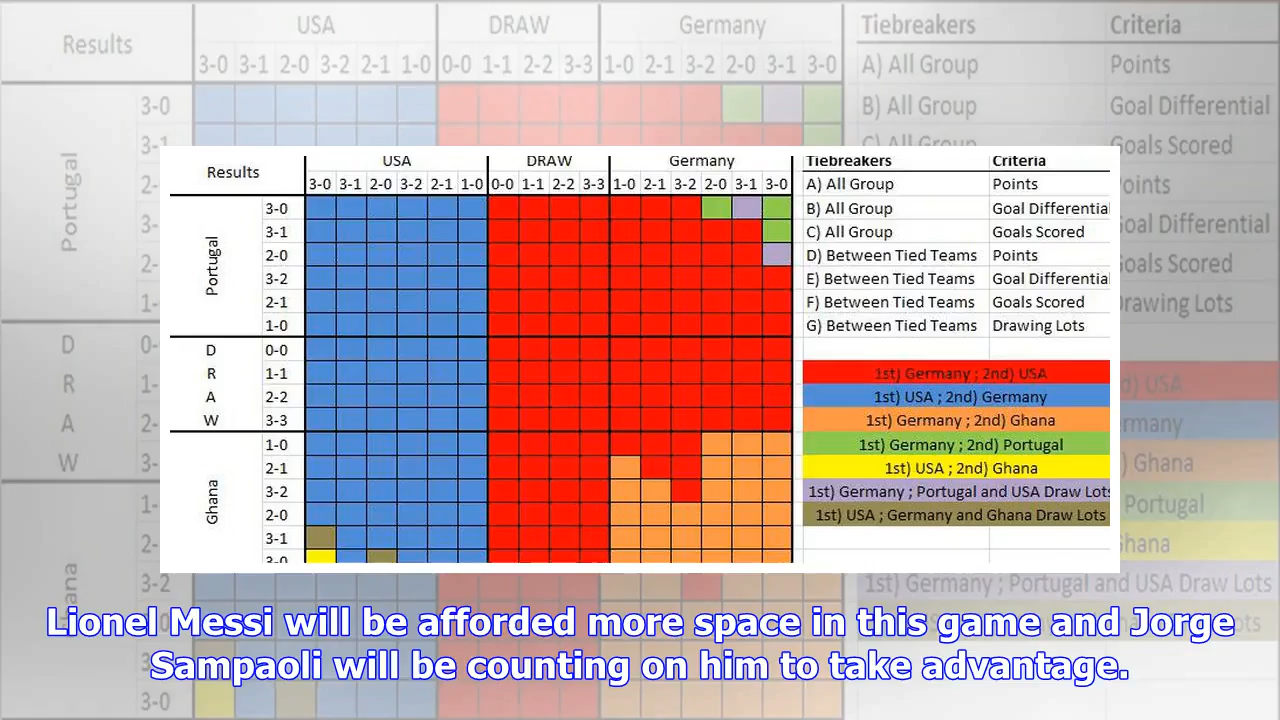 Results USA DRAW Germany Tiebreakers Criteria
3-0 3-1 2-0 3-2 2-1 1-0 0-0 1-1 2-2 3-3 1-0 2-1 3-2 2-0 3-1 3-0 A) All Group Points
Portugal
3-0 B) All Group Goal Differential
3-1 C) All Group Goals Scored
2-0 D) Between Tied Teams Points
3-2 E) Between Tied Teams Goal Differential
2-1 F) Between Tied Teams Goals Scored
1-0 G) Between Tied Teams Drawing Lots
D 0-0
R 1-1 1st) Germany ; 2nd) USA
A 2-2 1st) USA ; 2nd) Germany
W 3-3 1st) Germany ; 2nd) Ghana
Ghana
1-0 1st) Germany ; 2nd) Portugal
2-1 1st) USA ; 2nd) Ghana
3-2 1st) Germany ; Portugal and USA Draw Lots
2-0 1st) USA ; Germany and Ghana Draw Lots
3-1
3-0
Lionel Messi will be afforded more space in this game and Jorge
Sampaoli will be counting on him to take advantage.